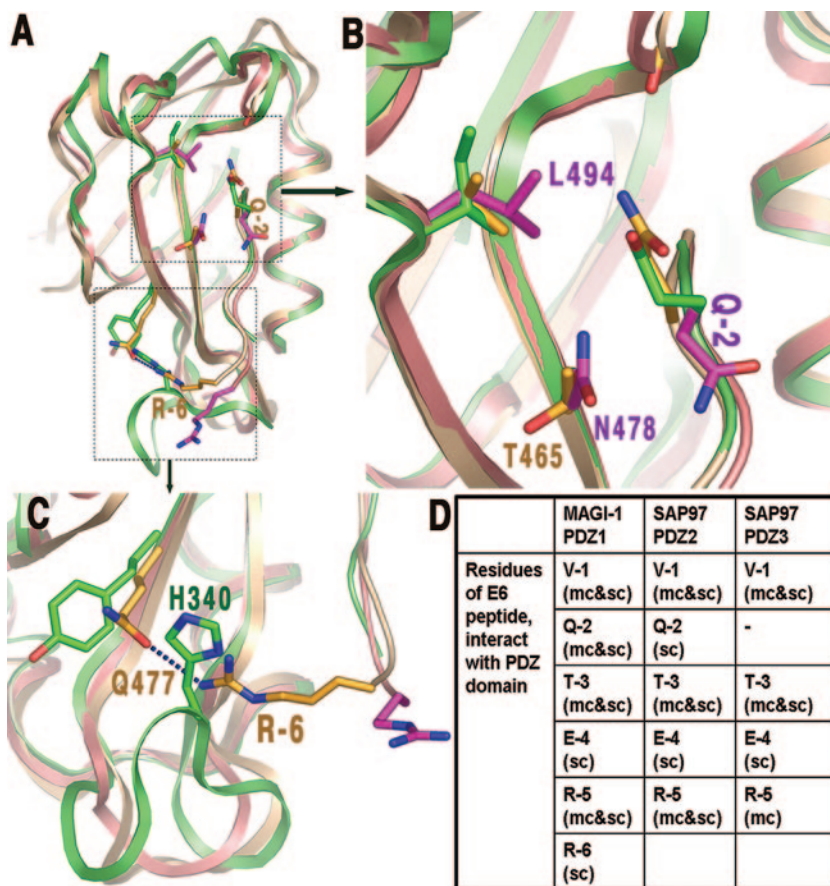 A
Q-2
R-6
B
L494
Q-2
N478
T465
C
H340
Q477
R-6
D
MAGI-1 PDZ1
SAP97 PDZ2
SAP97 PDZ3
Residues of E6 peptide, interact with PDZ domain
V-1 (mc&sc)
V-1 (mc&sc)
V-1 (mc&sc)
Q-2 (mc&sc)
Q-2 (sc)
-
T-3 (mc&sc)
T-3 (mc&sc)
T-3 (mc&sc)
E-4 (sc)
E-4 (sc)
E-4 (sc)
R-5 (mc&sc)
R-5 (mc&sc)
R-5 (mc)
R-6 (sc)